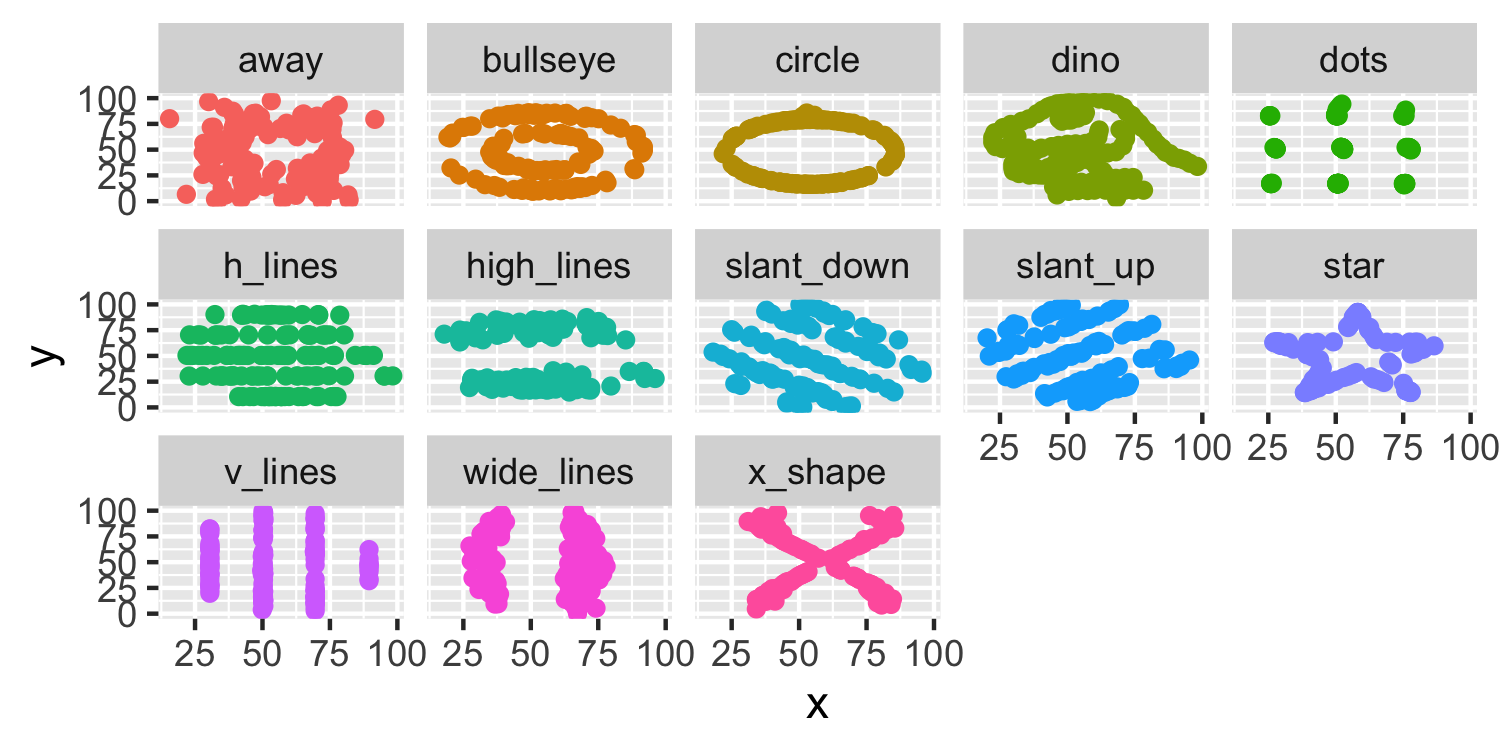 away bullseye circle dino dots
100
75
50
25
0
h_lines high_lines slant_down slant_up star
100
75
50
25
0
25 50 75 100 25 50 75 100
v_lines wide_lines x_shape
100
75
50
25
0
25 50 75 100 25 50 75 100 25 50 75 100
x
y